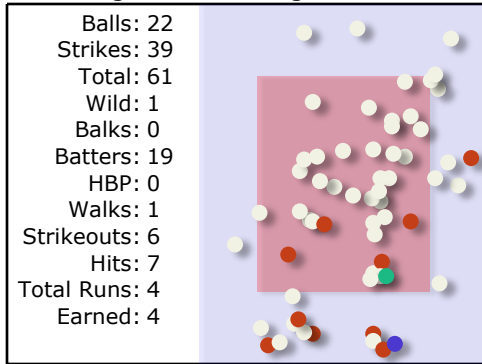 Balls: 22
Strikes: 39
Total: 61
Wild: 1
Balks: 0
Batters: 19
HBP: 0
Walks: 1
Strikeouts: 6
Hits: 7
Total Runs: 4
Earned: 4